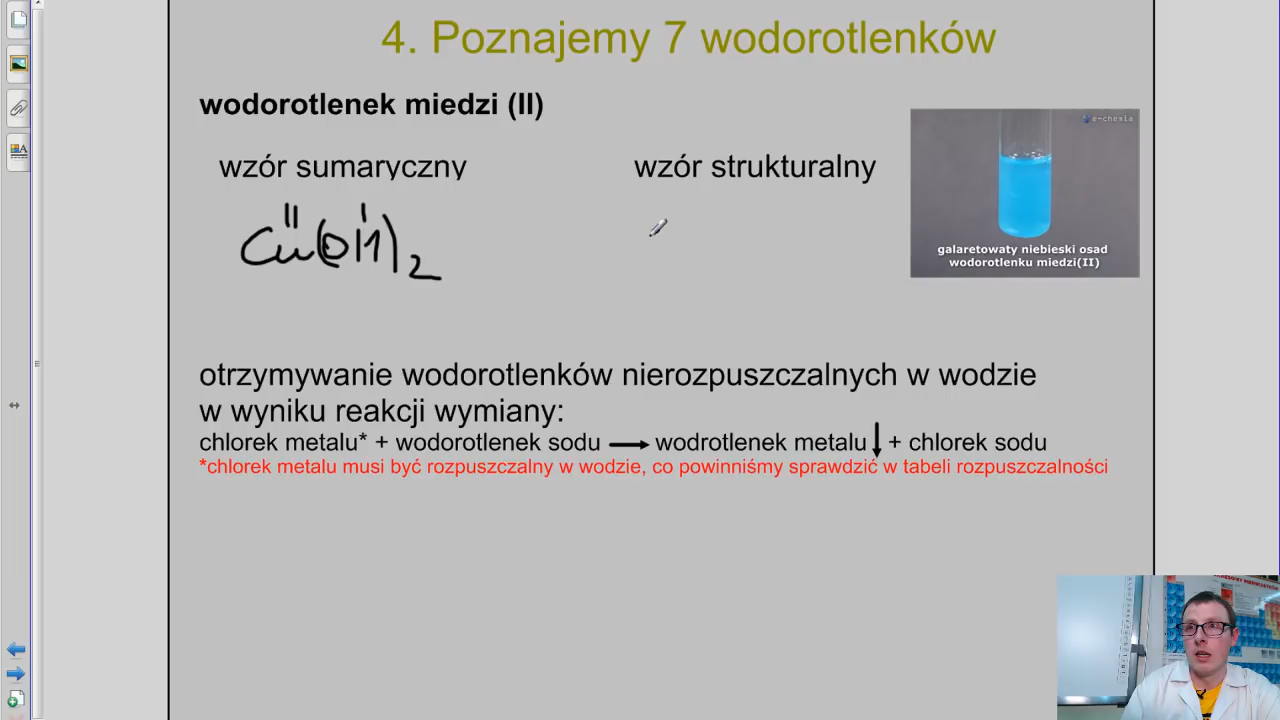 4. Poznajemy 7 wodorotlenków
wodorotlenek miedzi (II)
wzór sumaryczny
wzór strukturalny
II I
Cu(OH)2
e-chemia
galaretowaty niebieski osad
wodorotlenku miedzi(II)
otrzymywanie wodorotlenków nierozpuszczalnych w wodzie
w wyniku reakcji wymiany:
chlorek metalu* + wodorotlenek sodu → wodrotlenek metalu↓ + chlorek sodu
*chlorek metalu musi być rozpuszczalny w wodzie, co powinniśmy sprawdzić w tabeli rozpuszczalności